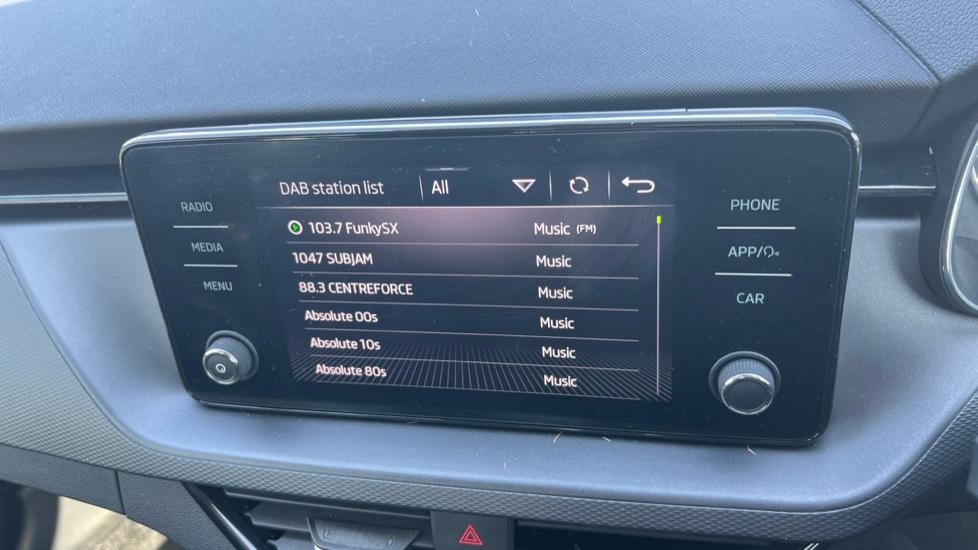 DAB station list All
RADIO
MEDIA
MENU
103.7 FunkySX Music (FM)
1047 SUBJAM Music
88.3 CENTREFORCE Music
Absolute 00s Music
Absolute 10s Music
Absolute 80s Music
PHONE
APP/
CAR